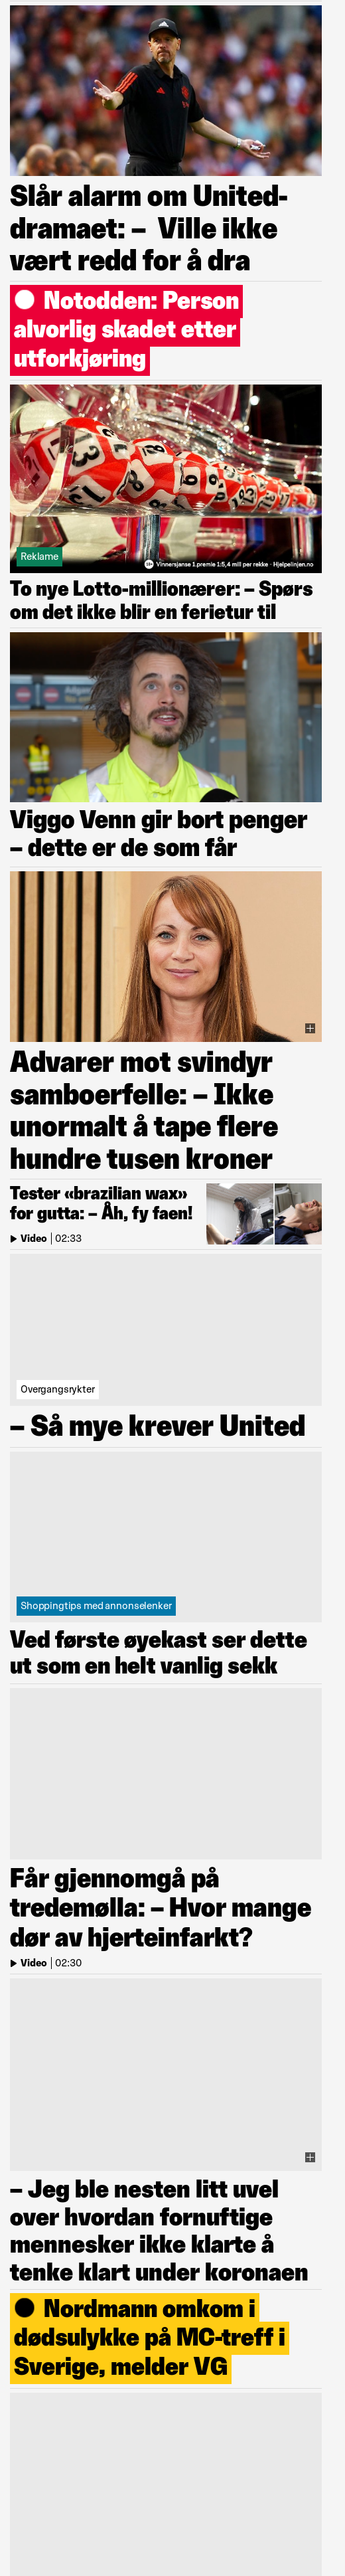 Slår alarm om United-
dramaet: – Ville ikke
vært redd for å dra
Notodden: Person
alvorlig skadet etter
utforkjøring
Reklame
18+ Vinnersjanse 1.premie 1:5,4 mill per rekke - Hjelpelinjen.no
To nye Lotto-millionærer: – Spørs
om det ikke blir en ferietur til
Viggo Venn gir bort penger
– dette er de som får
Advarer mot svindyr
samboerfelle: – Ikke
unormalt å tape flere
hundre tusen kroner
Tester «brazilian wax»
for gutta: – Åh, fy faen!
Video | 02:33
Overgangsrykter
– Så mye krever United
Shoppingtips med annonselenker
Ved første øyekast ser dette
ut som en helt vanlig sekk
Får gjennomgå på
tredemølla: – Hvor mange
dør av hjerteinfarkt?
Video | 02:30
– Jeg ble nesten litt uvel
over hvordan fornuftige
mennesker ikke klarte å
tenke klart under koronaen
Nordmann omkom i
dødsulykke på MC-treff i
Sverige, melder VG